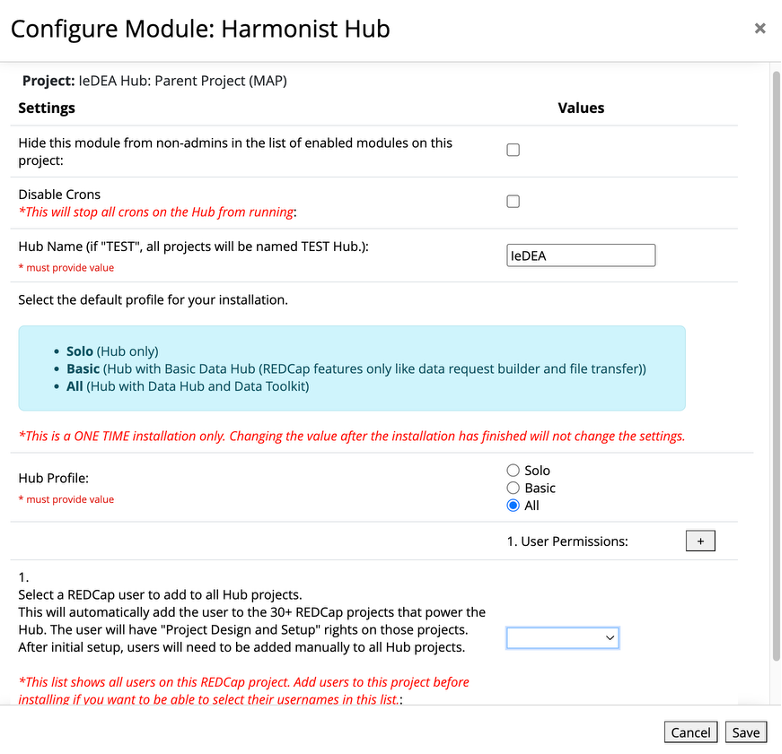 Configure Module: Harmonist Hub
×
Project: IeDEA Hub: Parent Project (MAP)
Settings
Values
Hide this module from non-admins in the list of enabled modules on this
project:
Disable Crons
*This will stop all crons on the Hub from running:
Hub Name (if "TEST", all projects will be named TEST Hub.):
* must provide value
IeDEA
Select the default profile for your installation.
• Solo (Hub only)
• Basic (Hub with Basic Data Hub (REDCap features only like data request builder and file transfer))
• All (Hub with Data Hub and Data Toolkit)
*This is a ONE TIME installation only. Changing the value after the installation has finished will not change the settings.
Hub Profile:
* must provide value
Solo
Basic
All
1. User Permissions:
+
1.
Select a REDCap user to add to all Hub projects.
This will automatically add the user to the 30+ REDCap projects that power the
Hub. The user will have "Project Design and Setup" rights on those projects.
After initial setup, users will need to be added manually to all Hub projects.
*This list shows all users on this REDCap project. Add users to this project before
installing if you want to be able to select their usernames in this list.:
Cancel
Save